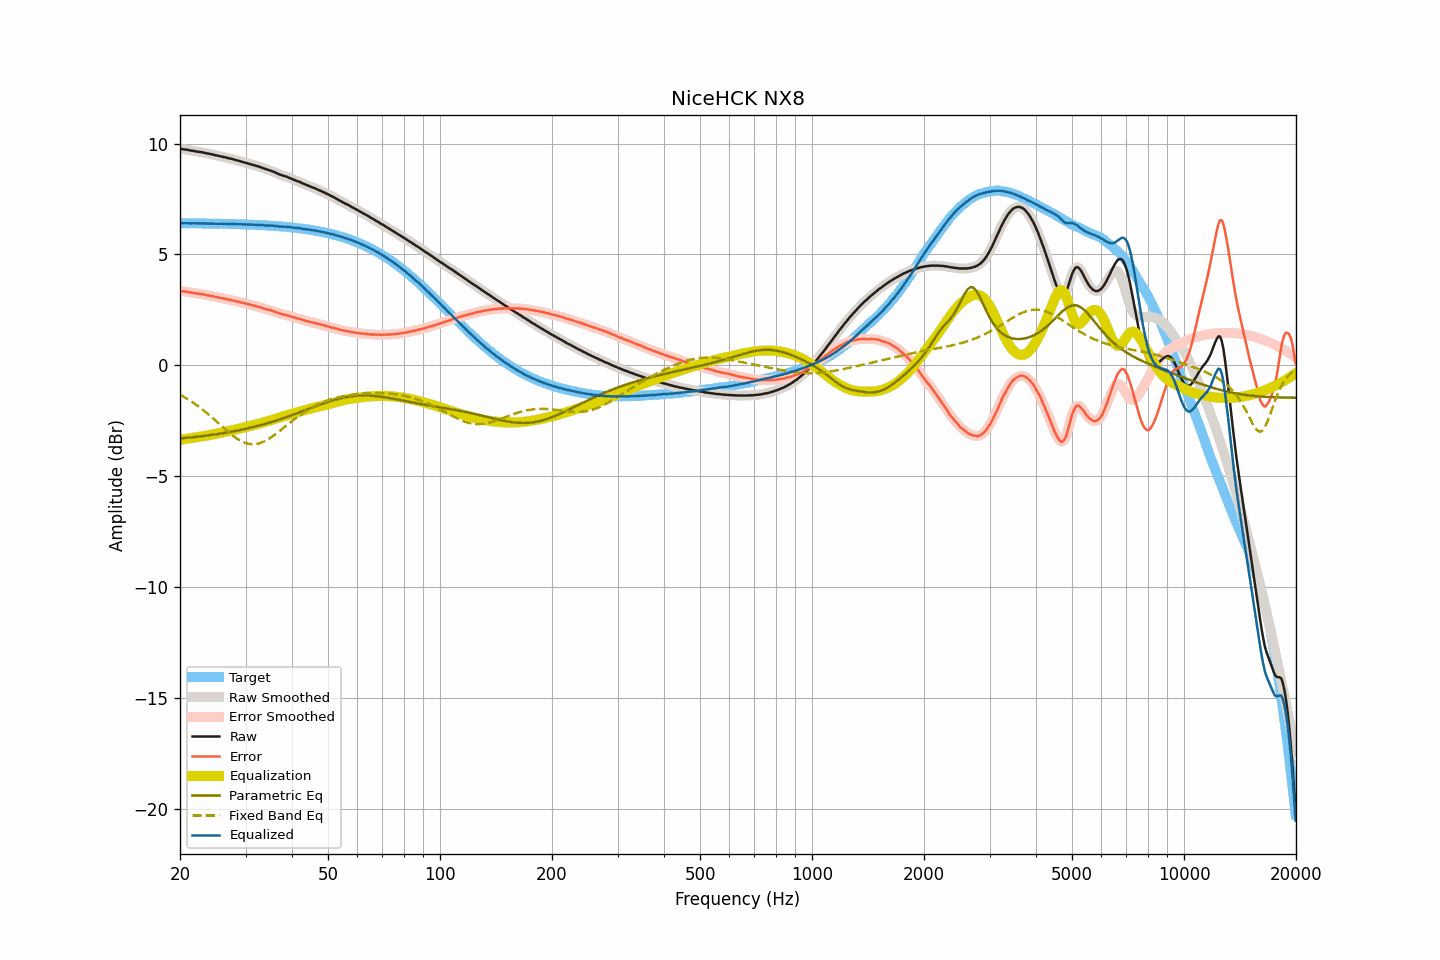 NiceHCK NX8
10
5
0
−5
−10
−15
−20
Amplitude (dBr)
Target
Raw Smoothed
Error Smoothed
Raw
Error
Equalization
Parametric Eq
Fixed Band Eq
Equalized
20 50 100 200 500 1000 2000 5000 10000 20000
Frequency (Hz)